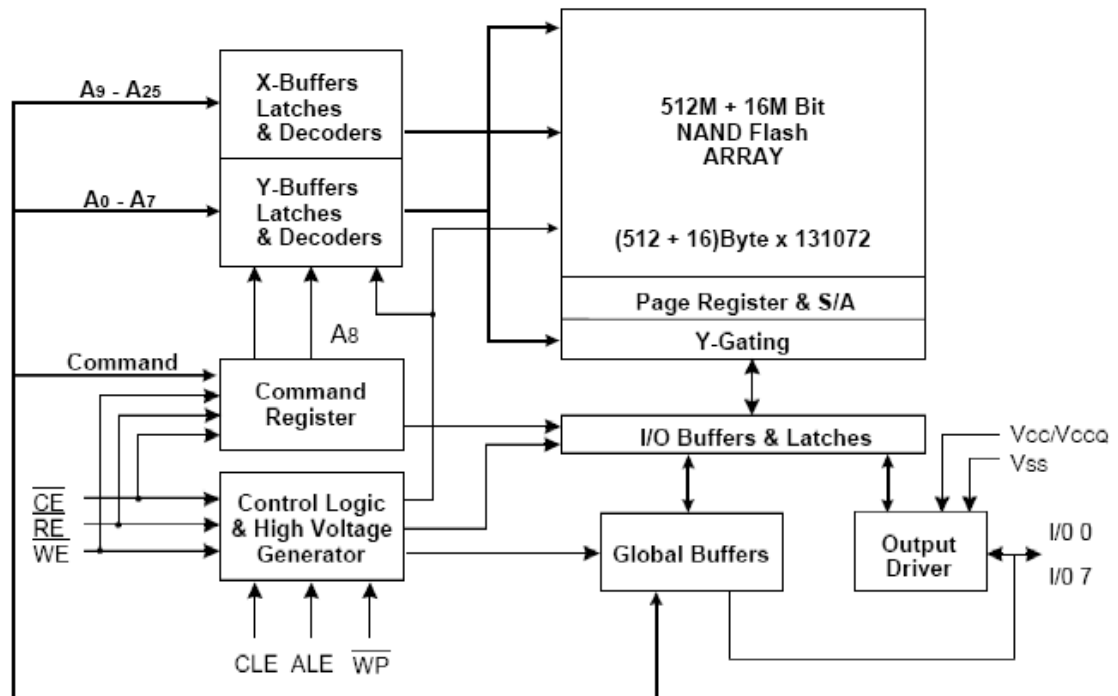 A9 - A25
X-Buffers
Latches
& Decoders
512M + 16M Bit
NAND Flash
ARRAY
A0 - A7
Y-Buffers
Latches
& Decoders
(512 + 16)Byte x 131072
Page Register & S/A
Y-Gating
A8
Command
Command
Register
I/O Buffers & Latches
VCC/VCCQ
VSS
CE
RE
WE
Control Logic
& High Voltage
Generator
Global Buffers
Output
Driver
I/0 0
I/0 7
CLE
ALE
WP